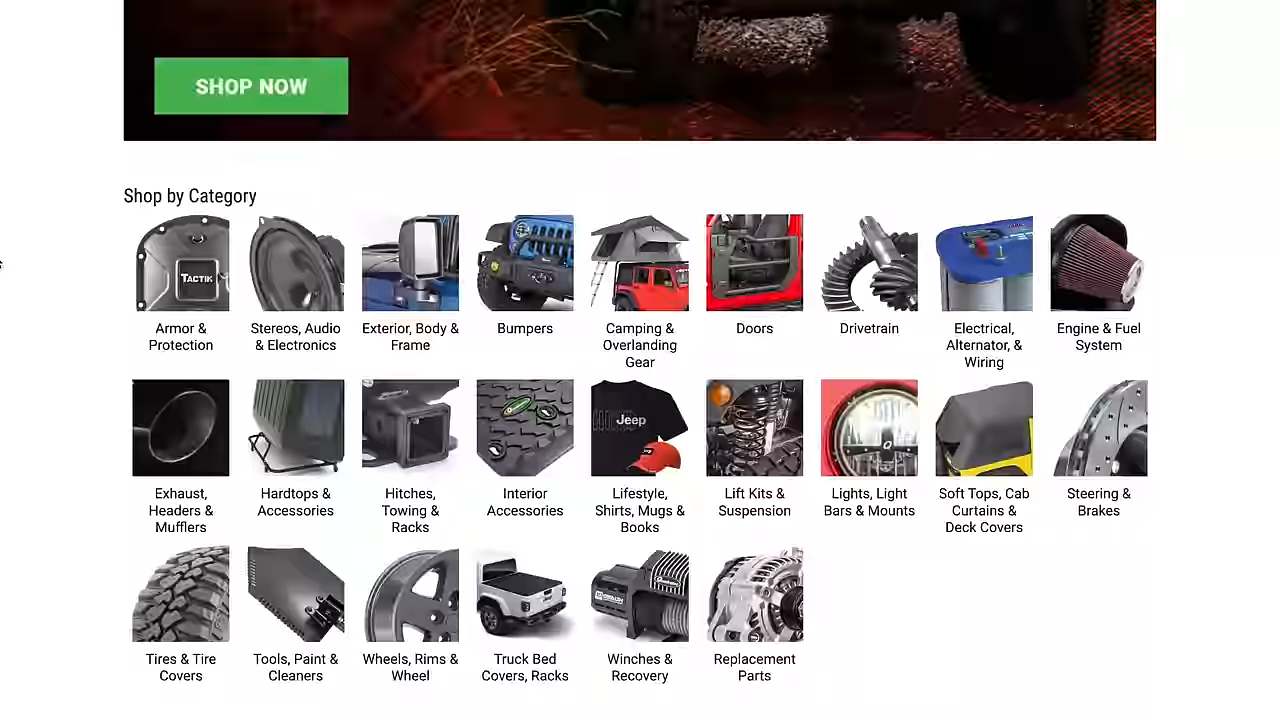 SHOP NOW
Shop by Category
TACTIK
Jeep
Armor &
Protection
Stereos, Audio
& Electronics
Exterior, Body &
Frame
Bumpers
Camping &
Overlanding
Gear
Doors
Drivetrain
Electrical,
Alternator, &
Wiring
Engine & Fuel
System
Exhaust,
Headers &
Mufflers
Hardtops &
Accessories
Hitches,
Towing &
Racks
Interior
Accessories
Lifestyle,
Shirts, Mugs &
Books
Lift Kits &
Suspension
Lights, Light
Bars & Mounts
Soft Tops, Cab
Curtains &
Deck Covers
Steering &
Brakes
Tires & Tire
Covers
Tools, Paint &
Cleaners
Wheels, Rims &
Wheel
Truck Bed
Covers, Racks
Winches &
Recovery
Replacement
Parts